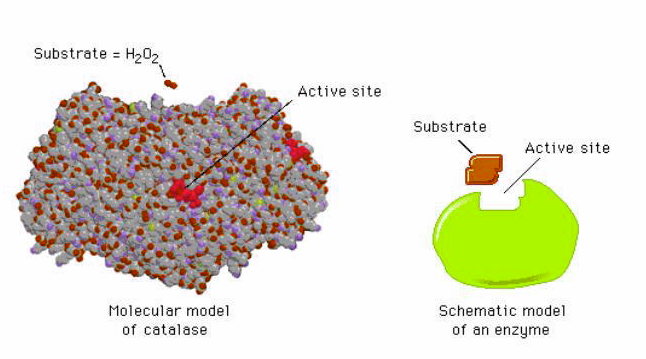 Substrate = H₂O₂
Active site
Molecular model
of catalase
Substrate
Active site
Schematic model
of an enzyme